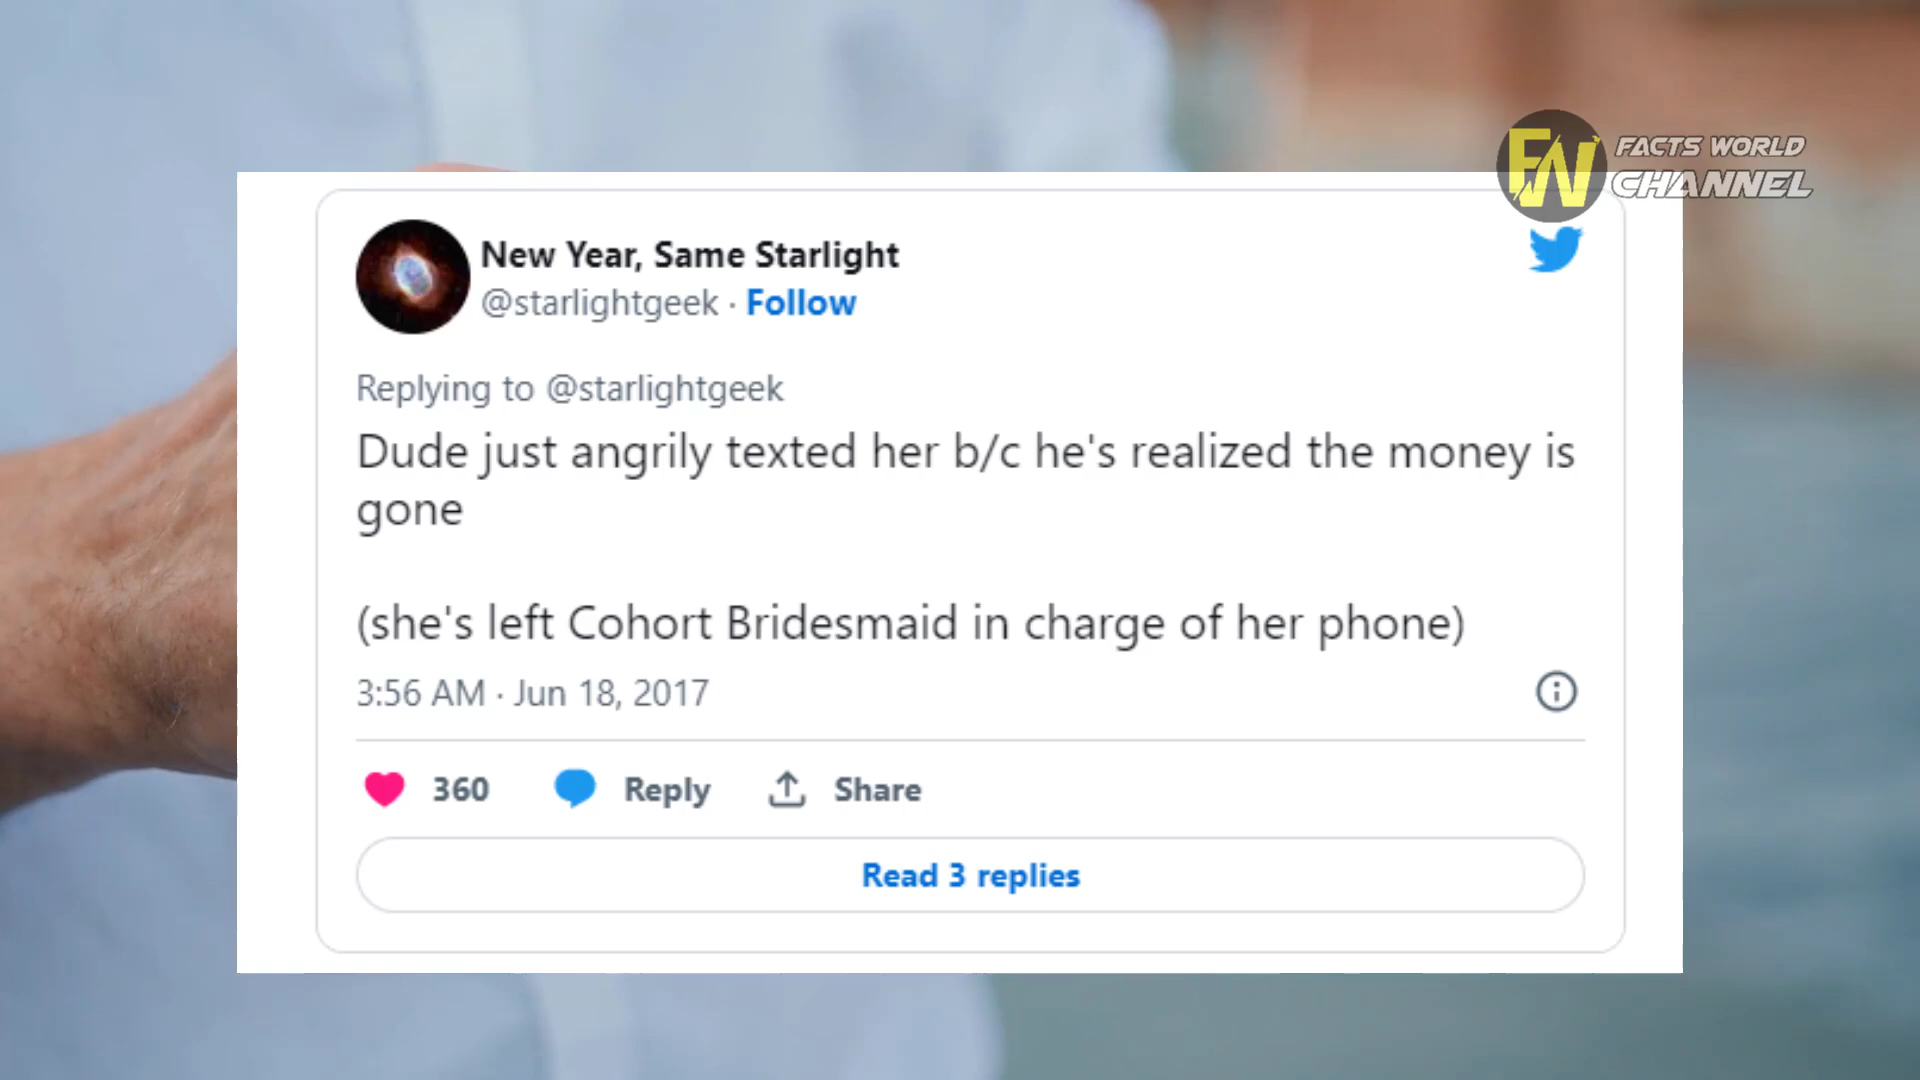 FACTS WORLD
CHANNEL
New Year, Same Starlight
@starlightgeek · Follow
Replying to @starlightgeek
Dude just angrily texted her b/c he's realized the money is
gone
(she's left Cohort Bridesmaid in charge of her phone)
3:56 AM · Jun 18, 2017
360 Reply Share
Read 3 replies